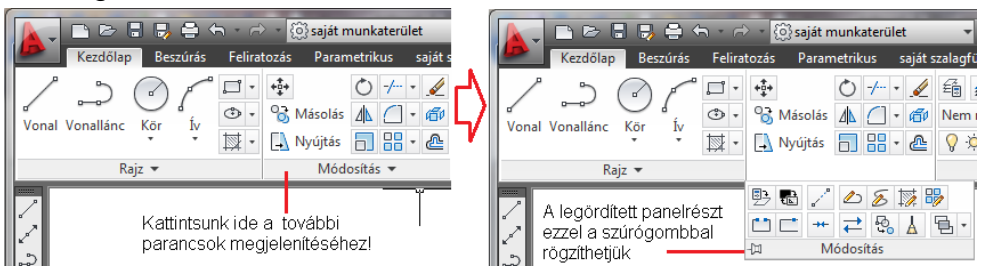 saját munkaterület
Kezdőlap Beszúrás Feliratozás Parametrikus saját s
Másolás
Vonal Vonallánc Kör Ív
Nyújtás
Rajz Módosítás
Kattintsunk ide a további
parancsok megjelenítéséhez!
saját munkaterület
Kezdőlap Beszúrás Feliratozás Parametrikus saját szalagfü
Másolás Nem
Vonal Vonallánc Kör Ív
Nyújtás
Rajz
A legördített panelrészt
ezzel a szúrógombbal
rögzíthetjük
Módosítás